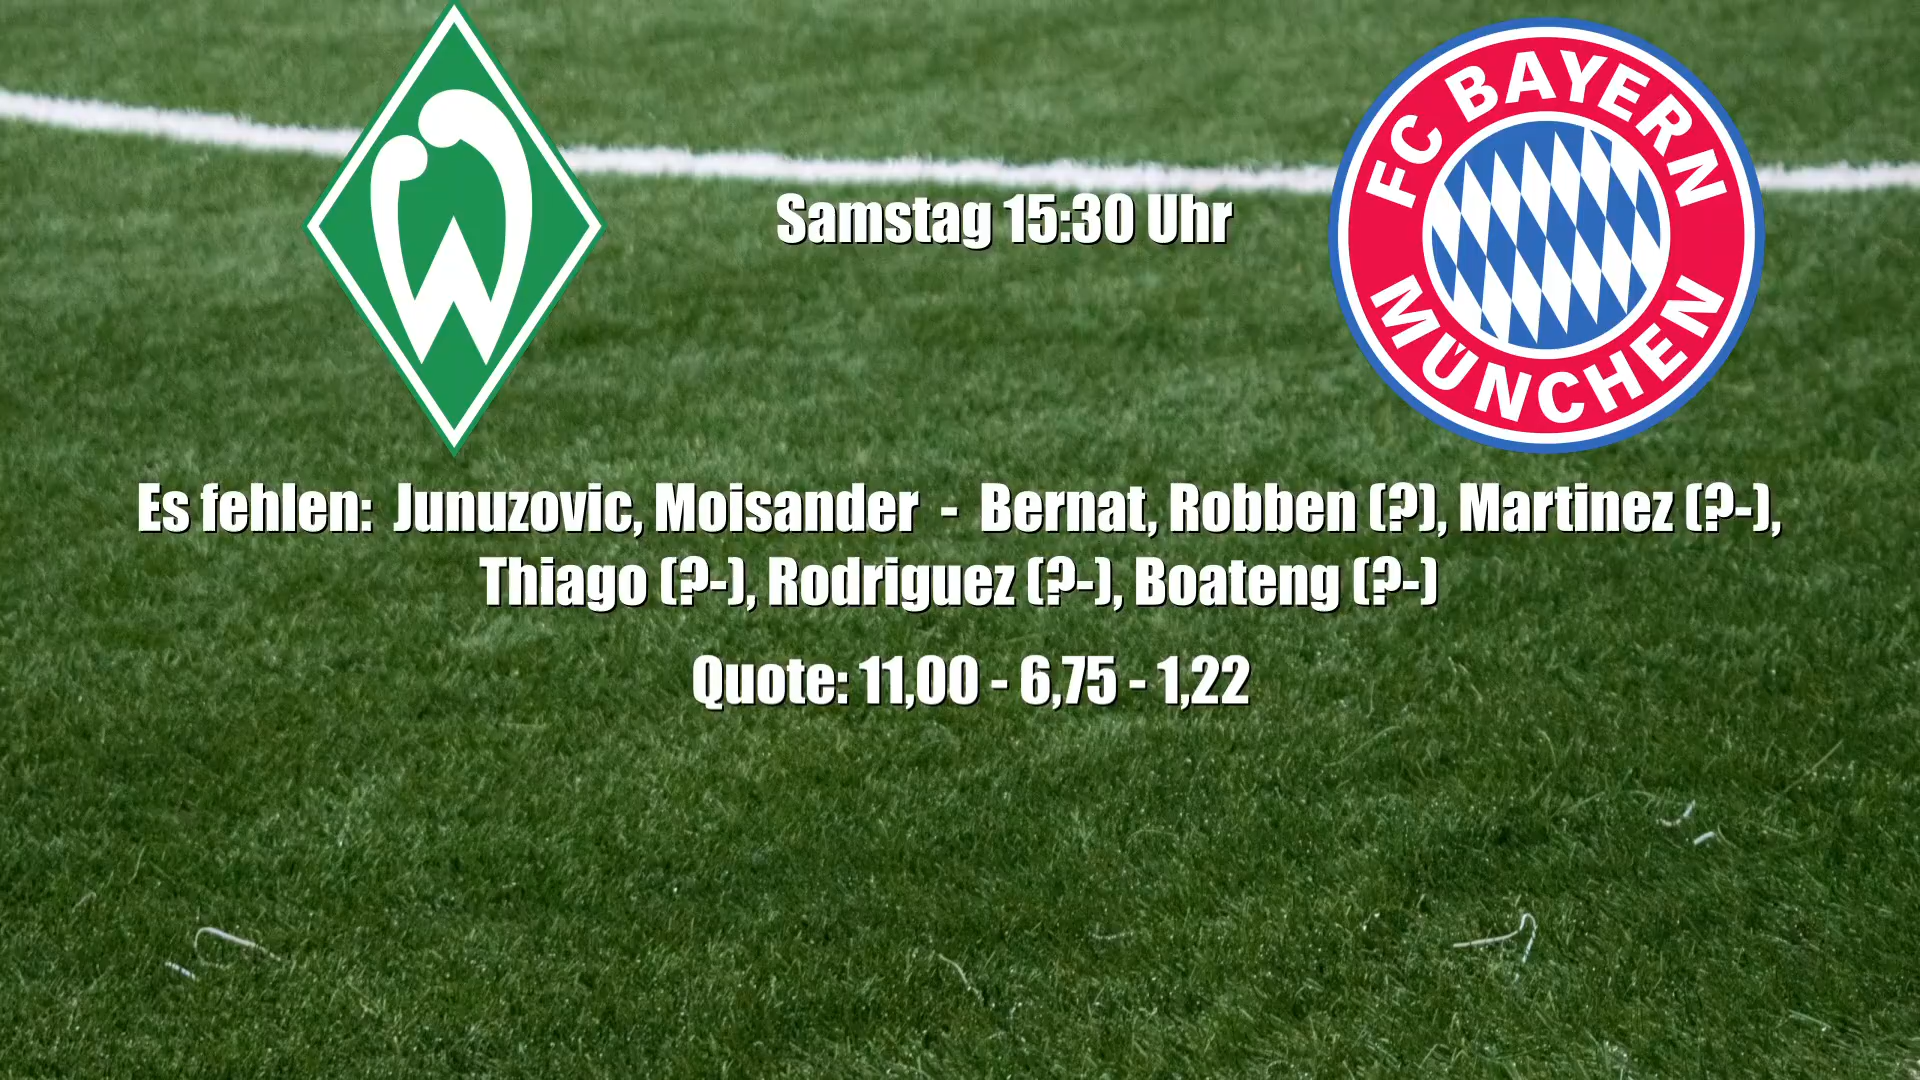 FC BAYERN
MÜNCHEN
Samstag 15:30 Uhr
Es fehlen: Junuzovic, Moisander - Bernat, Robben (?), Martinez (?-),
Thiago (?-), Rodriguez (?-), Boateng (?-)
Quote: 11,00 - 6,75 - 1,22